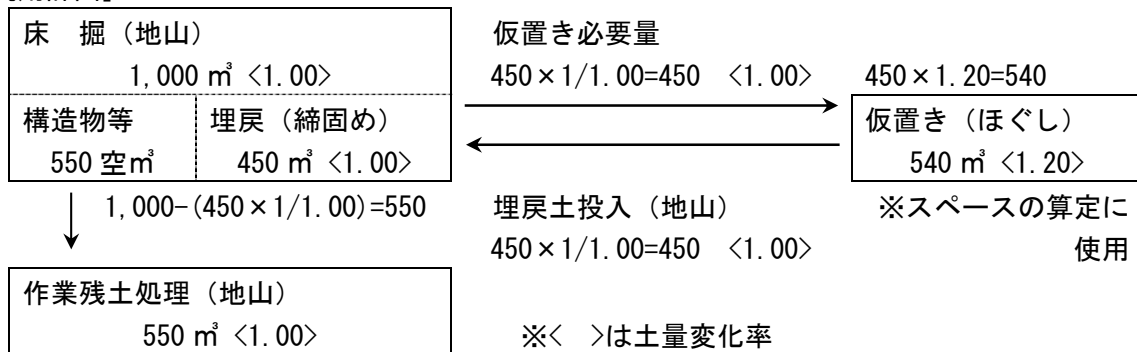 床　掘（地山）
1,000 ㎥ <1.00>
構造物等
550 空㎥
埋戻（締固め）
450 ㎥ <1.00>
仮置き必要量
450×1/1.00=450　<1.00>
450×1.20=540
仮置き（ほぐし）
540 ㎥ <1.20>
1,000-(450×1/1.00)=550
埋戻土投入（地山）
450×1/1.00=450　<1.00>
※スペースの算定に
使用
作業残土処理（地山）
550 ㎥ <1.00>
※<　>は土量変化率